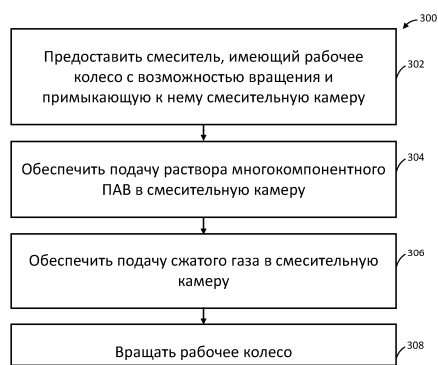 300
Предоставить смеситель, имеющий рабочее
колесо с возможностью вращения и
примыкающую к нему смесительную камеру
302
Обеспечить подачу раствора многокомпонентного
ПАВ в смесительную камеру
304
Обеспечить подачу сжатого газа в смесительную
камеру
306
Вращать рабочее колесо
308